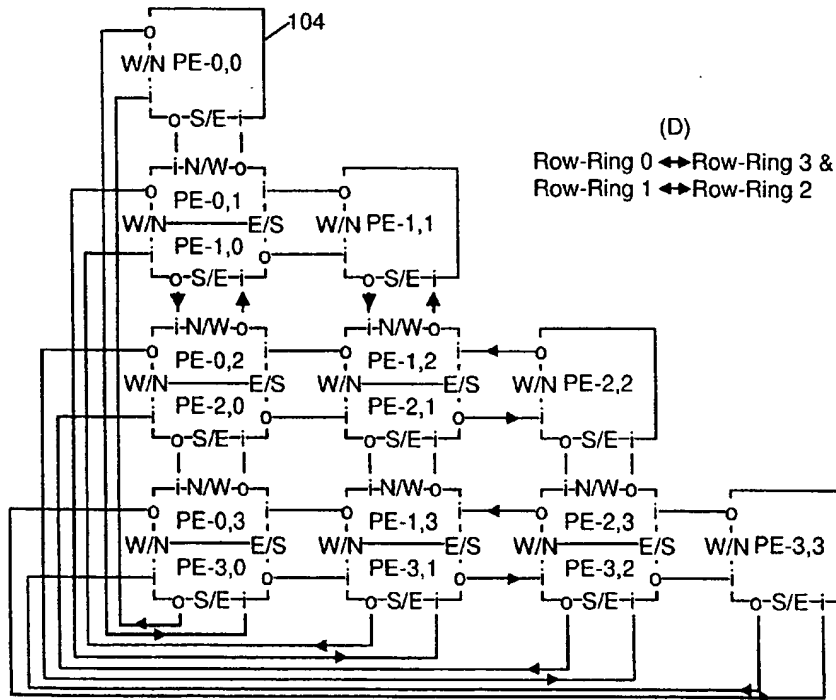 104
o
W/N PE-0,0
i
o-S/E-i
(D)
Row-Ring 0 ↔ Row-Ring 3 &
Row-Ring 1 ↔ Row-Ring 2
i-N/W-o
o PE-0,1 i o
W/N E/S W/N PE-1,1
i PE-1,0 o i
o-S/E-i o-S/E-i
i-N/W-o i-N/W-o
o PE-0,2 i o PE-1,2 i o
W/N E/S W/N E/S W/N PE-2,2
i PE-2,0 o i PE-2,1 o i
o-S/E-i o-S/E-i o-S/E-i
i-N/W-o i-N/W-o i-N/W-o
o PE-0,3 i o PE-1,3 i o PE-2,3 i o
W/N E/S W/N E/S W/N E/S W/N PE-3,3
i PE-3,0 o i PE-3,1 o i PE-3,2 o i
o-S/E-i o-S/E-i o-S/E-i o-S/E-i